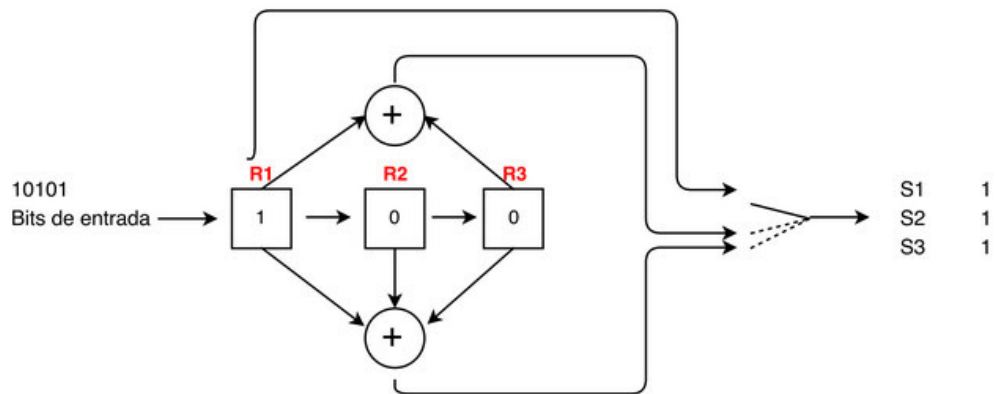 +
R1 R2 R3
10101
Bits de entrada
1 0 0
+
S1 1
S2 1
S3 1